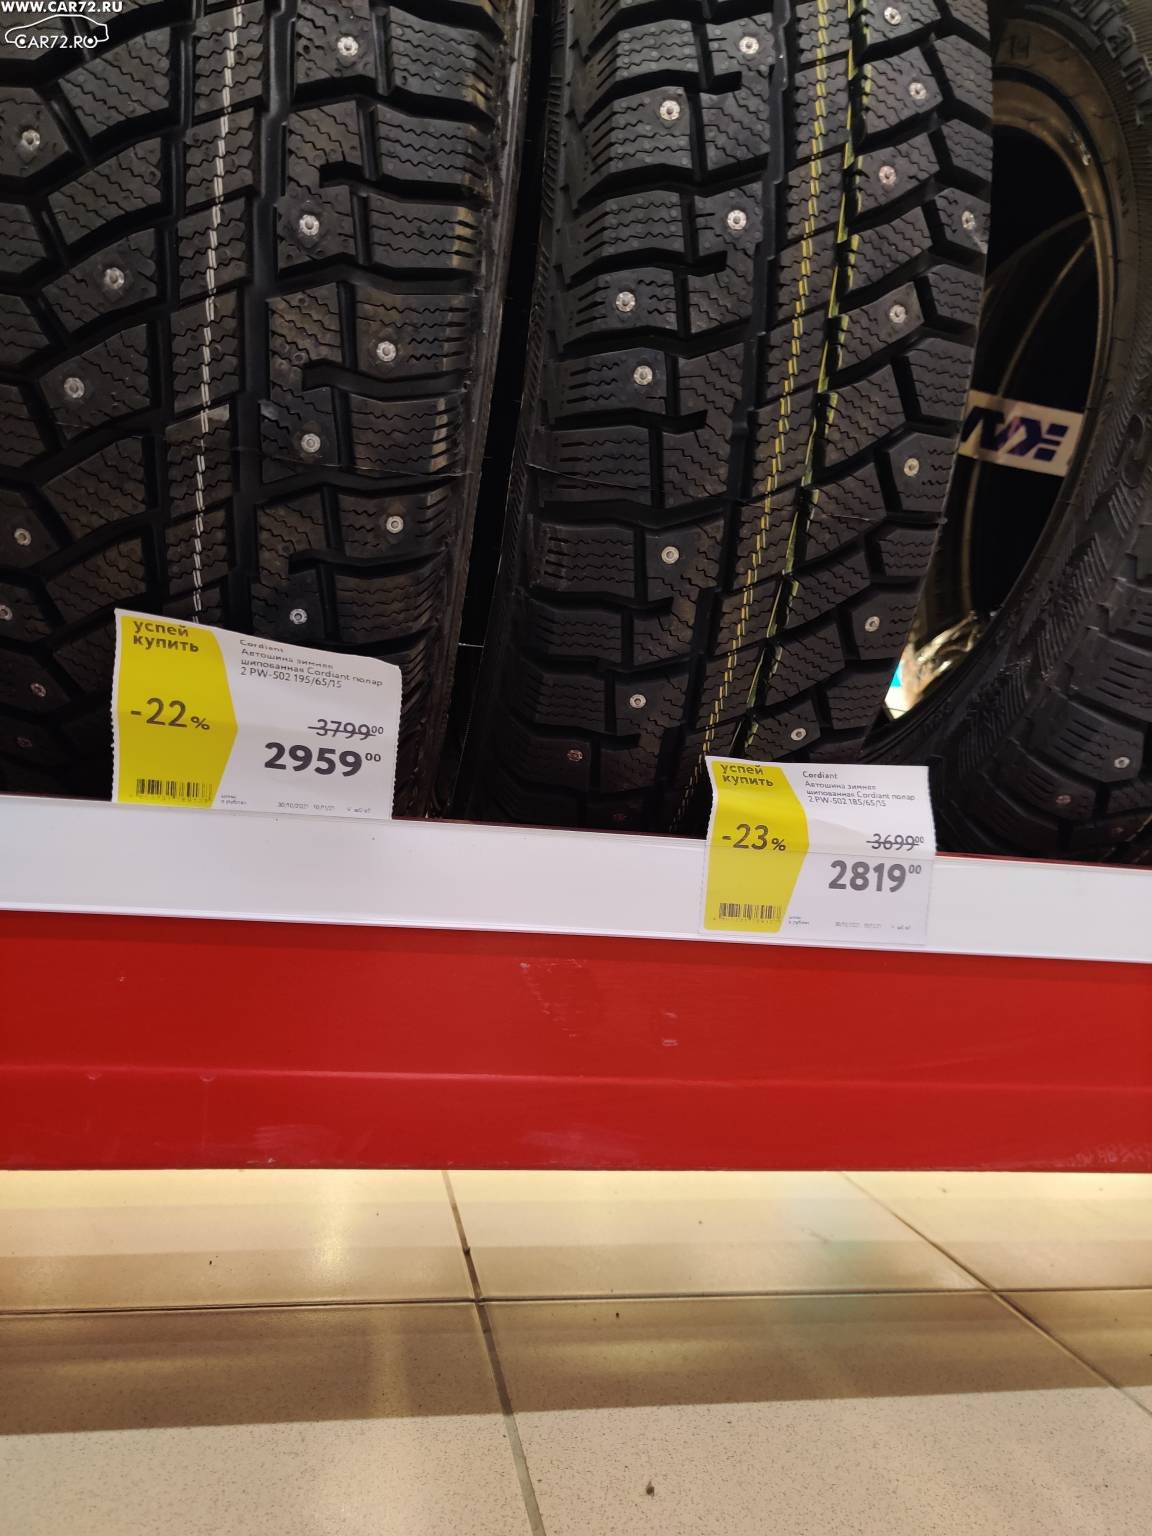 WWW.CAR72.RU
CAR72.RU
успей
купить
-22%
Cordiant
Автошина зимняя
шипованная Cordiant поляр
2 PW-502 195/65/15
3799 00
2959 00
успей
купить
-23%
Cordiant
Автошина зимняя
шипованная Cordiant поляр
2 PW-502 185/65/15
3699 00
2819 00